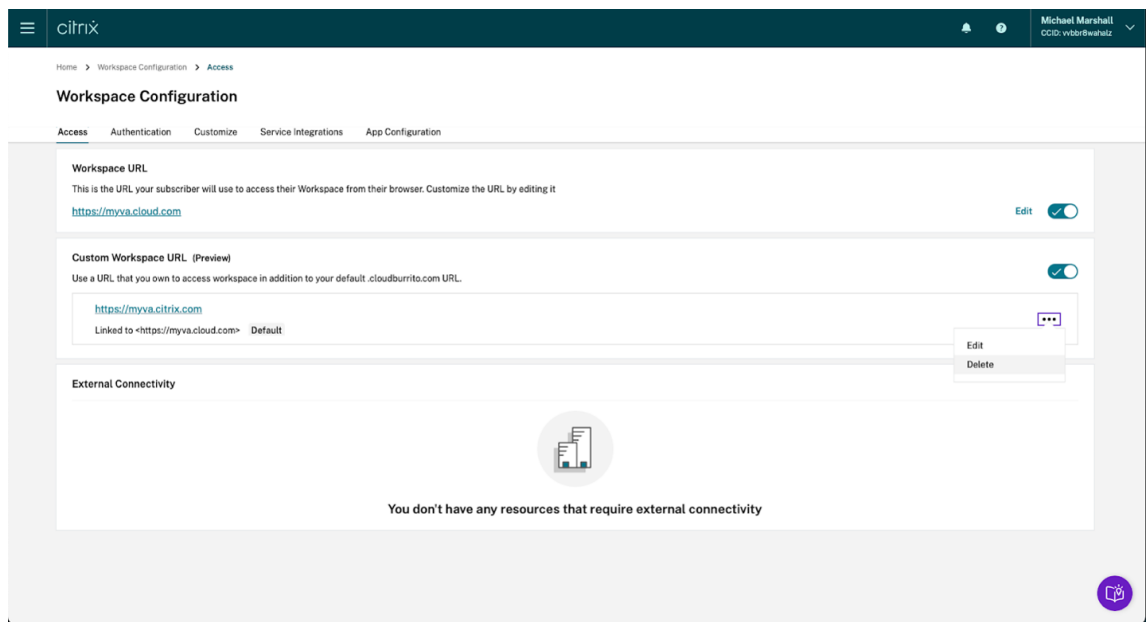 citrix
Michael Marshall
CCID: vvbbr8wahalz
Home > Workspace Configuration > Access
Workspace Configuration
Access Authentication Customize Service Integrations App Configuration
Workspace URL
This is the URL your subscriber will use to access their Workspace from their browser. Customize the URL by editing it
https://myva.cloud.com Edit
Custom Workspace URL (Preview)
Use a URL that you own to access workspace in addition to your default .cloudburrito.com URL.
https://myva.citrix.com
Linked to <https://myva.cloud.com> Default
Edit
Delete
External Connectivity
You don't have any resources that require external connectivity